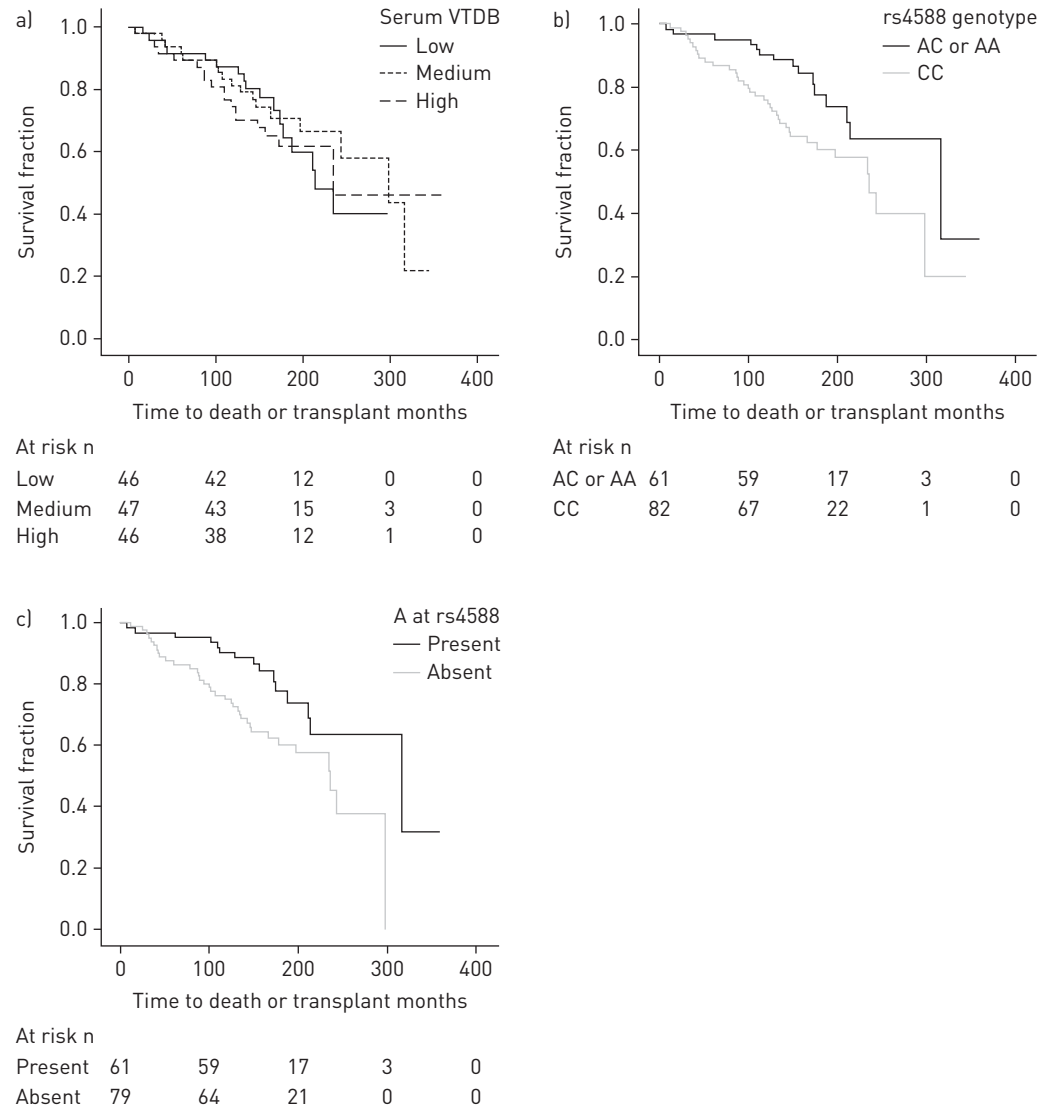 a)
Serum VTDB
Low
Medium
High
Survival fraction
1.0
0.8
0.6
0.4
0.2
0.0
0 100 200 300 400
Time to death or transplant months
At risk n
Low 46 42 12 0 0
Medium 47 43 15 3 0
High 46 38 12 1 0
b)
rs4588 genotype
AC or AA
CC
Survival fraction
1.0
0.8
0.6
0.4
0.2
0.0
0 100 200 300 400
Time to death or transplant months
At risk n
AC or AA 61 59 17 3 0
CC 82 67 22 1 0
c)
A at rs4588
Present
Absent
Survival fraction
1.0
0.8
0.6
0.4
0.2
0.0
0 100 200 300 400
Time to death or transplant months
At risk n
Present 61 59 17 3 0
Absent 79 64 21 0 0